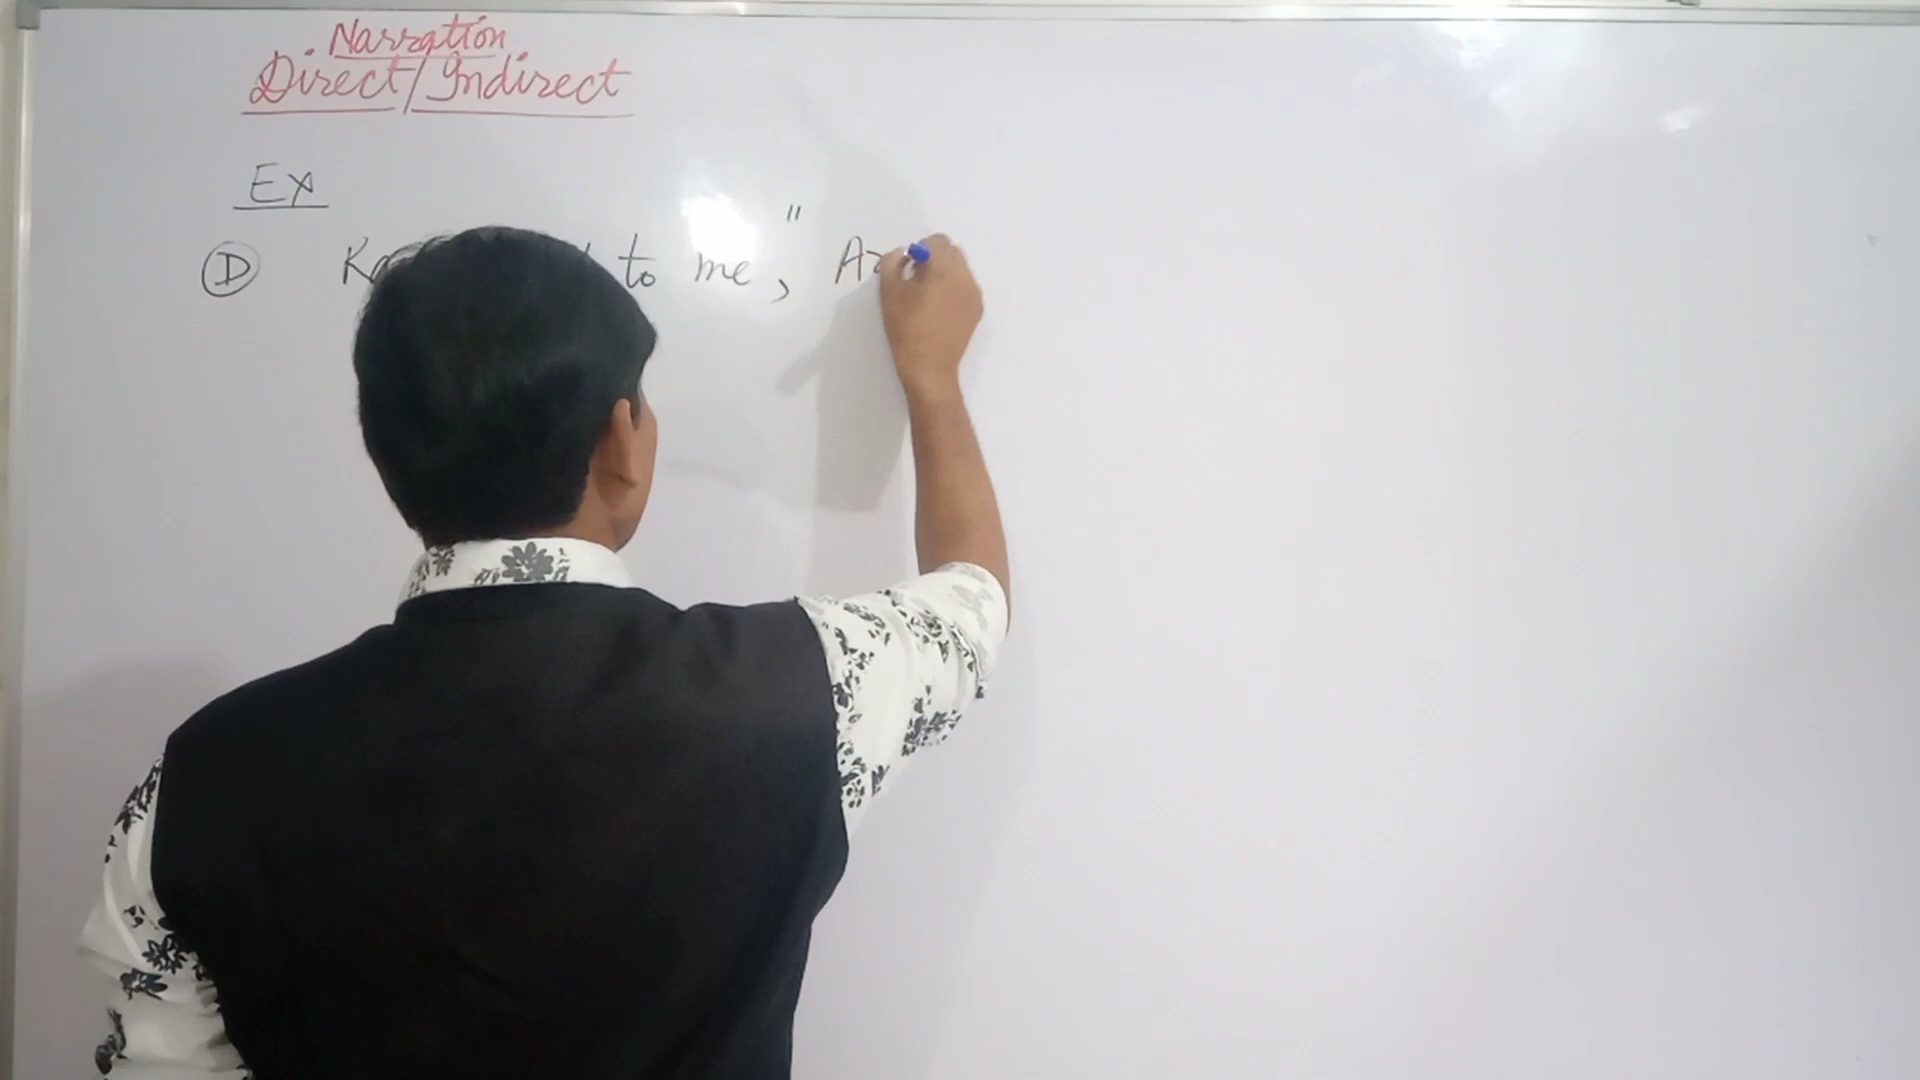 Narration
Direct/Indirect
Ex
D to me, "